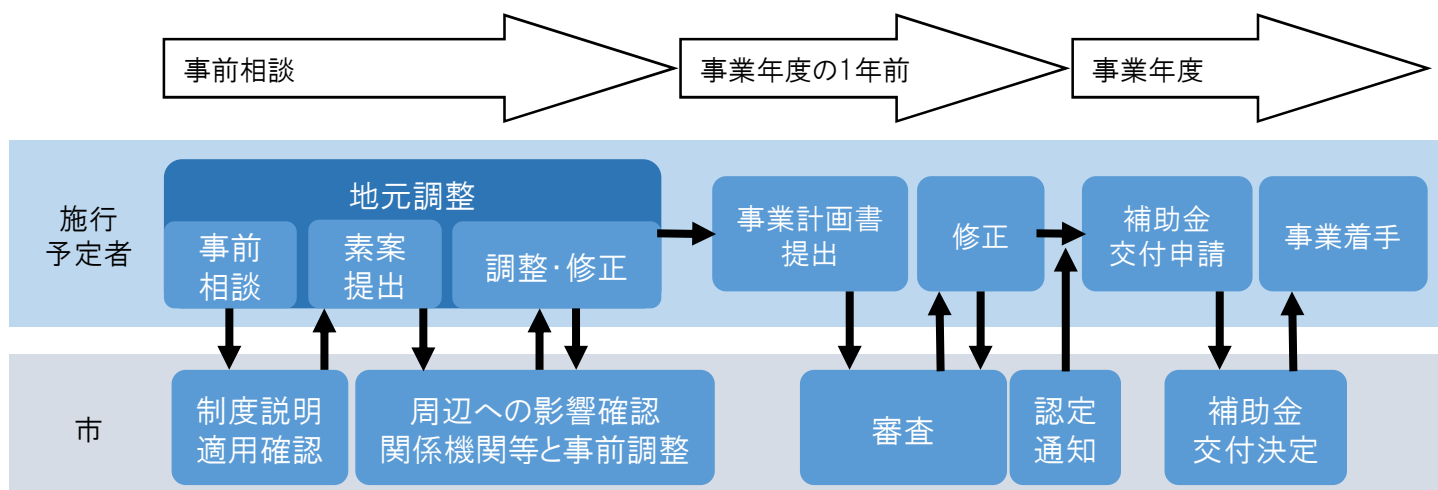 事前相談
事業年度の1年前
事業年度
施行
予定者
地元調整
事前
相談
素案
提出
調整・修正
事業計画書
提出
修正
補助金
交付申請
事業着手
市
制度説明
適用確認
周辺への影響確認
関係機関等と事前調整
審査
認定
通知
補助金
交付決定